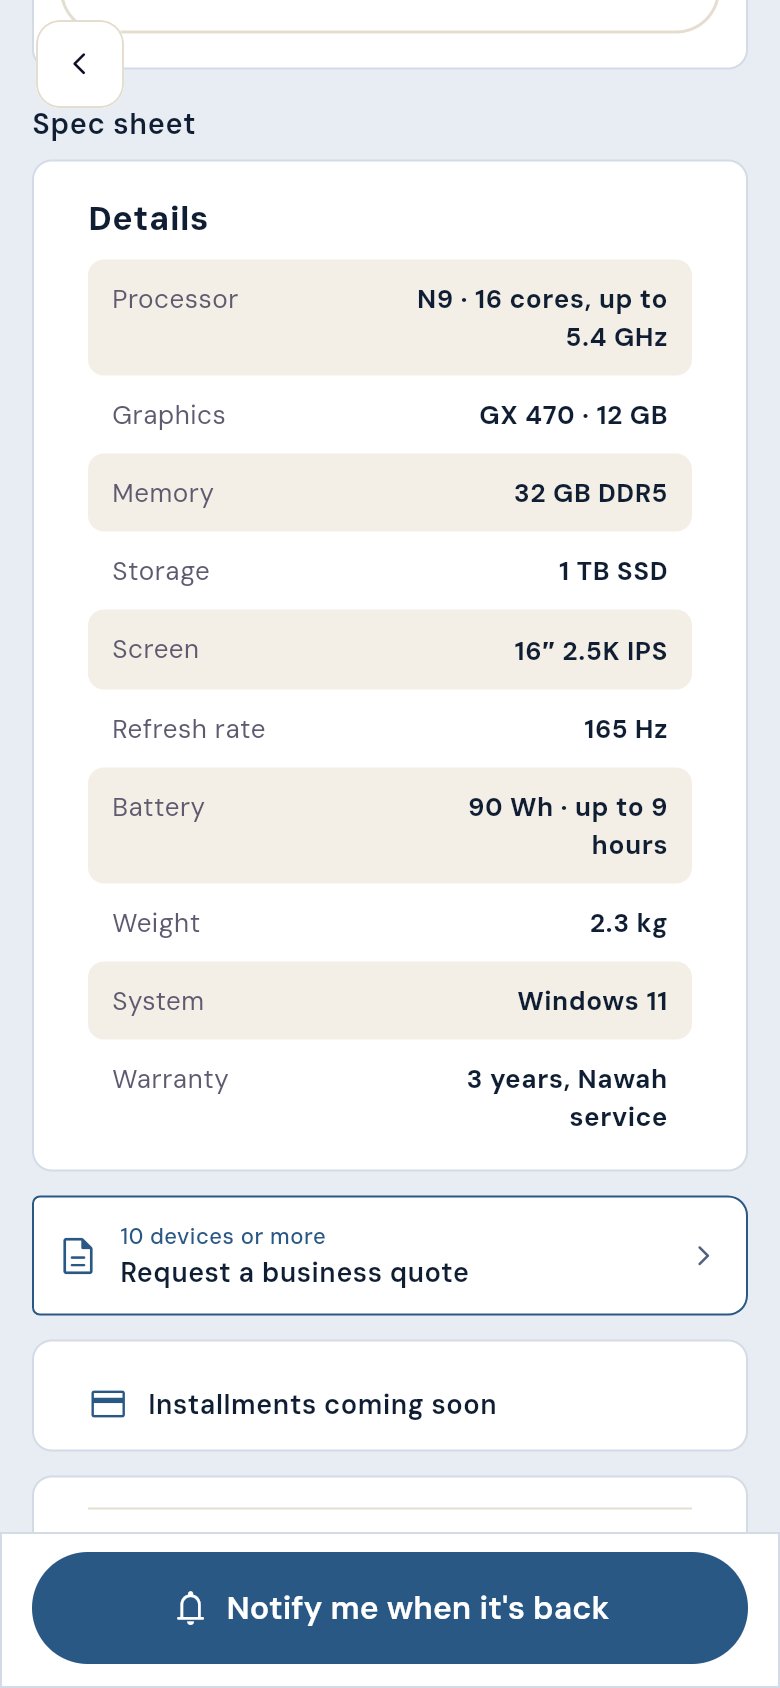 Spec sheet
Details
Processor
N9 · 16 cores, up to
5.4 GHz
Graphics
GX 470 · 12 GB
Memory
32 GB DDR5
Storage
1 TB SSD
Screen
16″ 2.5K IPS
Refresh rate
165 Hz
Battery
90 Wh · up to 9
hours
Weight
2.3 kg
System
Windows 11
Warranty
3 years, Nawah
service
10 devices or more
Request a business quote
Installments coming soon
Notify me when it's back